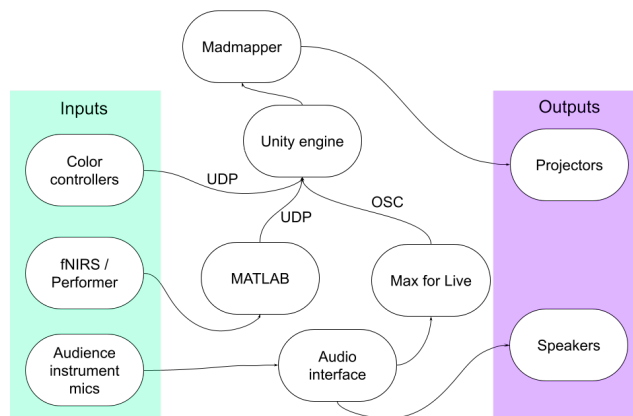 Madmapper
Inputs
Outputs
Unity engine
Color
controllers
Projectors
UDP
OSC
UDP
fNIRS /
Performer
MATLAB
Max for Live
Audience
instrument
mics
Audio
interface
Speakers